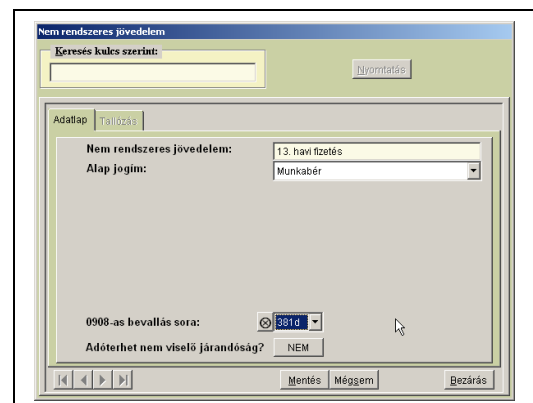 Nem rendszeres jövedelem
Keresés kulcs szerint:
Nyomtatás
Adatlap Tallózás
Nem rendszeres jövedelem: 13. havi fizetés
Alap jogím: Munkabér
0908-as bevallás sora: 381d
Adóterhet nem viselő járandóság? NEM
Mentés Mégsem Bezárás